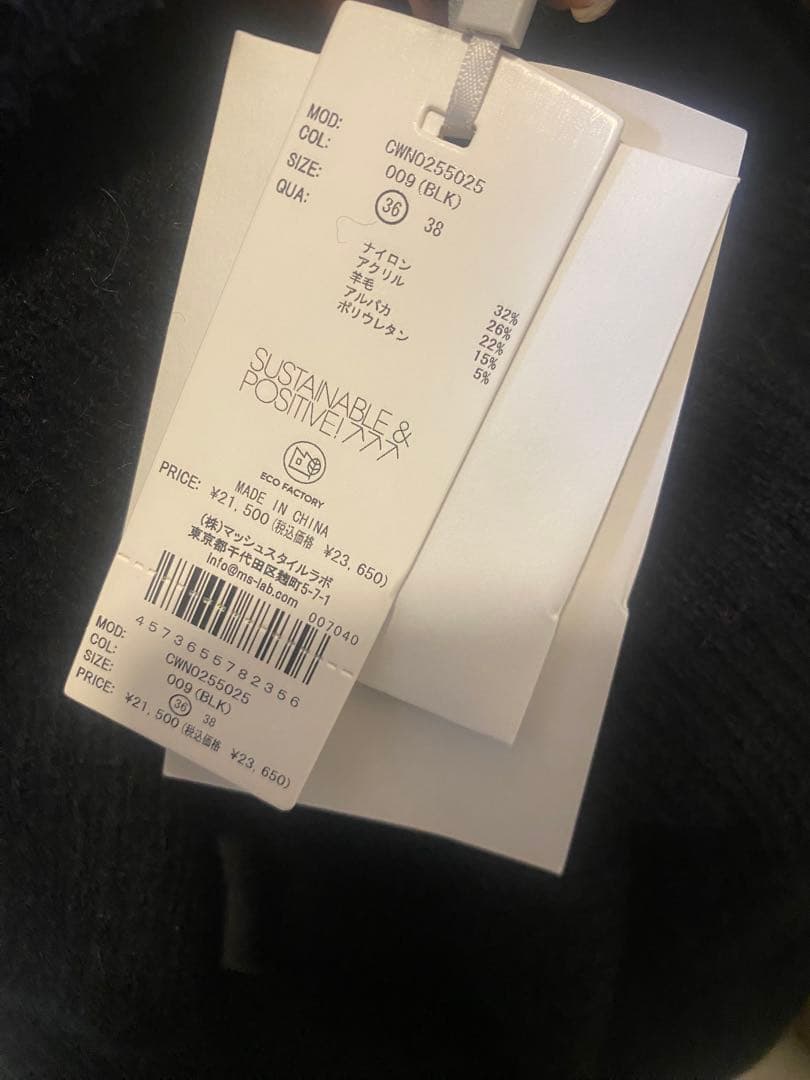 MOD: CWNO255025
COL: 009(BLK)
SIZE: 36 38
QUA:
ナイロン 32%
アクリル 26%
羊毛 22%
アルパカ 15%
ポリウレタン 5%
SUSTAINABLE &
POSITIVE!
ECO FACTORY
MADE IN CHINA
PRICE: ¥21,500(税込価格 ¥23,650)
(株)マッシュスタイルラボ
東京都千代田区麹町5-7-1
Info@ms-lab.com
007040
4573655782356
MOD: CWNO255025
COL: 009(BLK)
SIZE: 36 38
PRICE: ¥21,500(税込価格 ¥23,650)